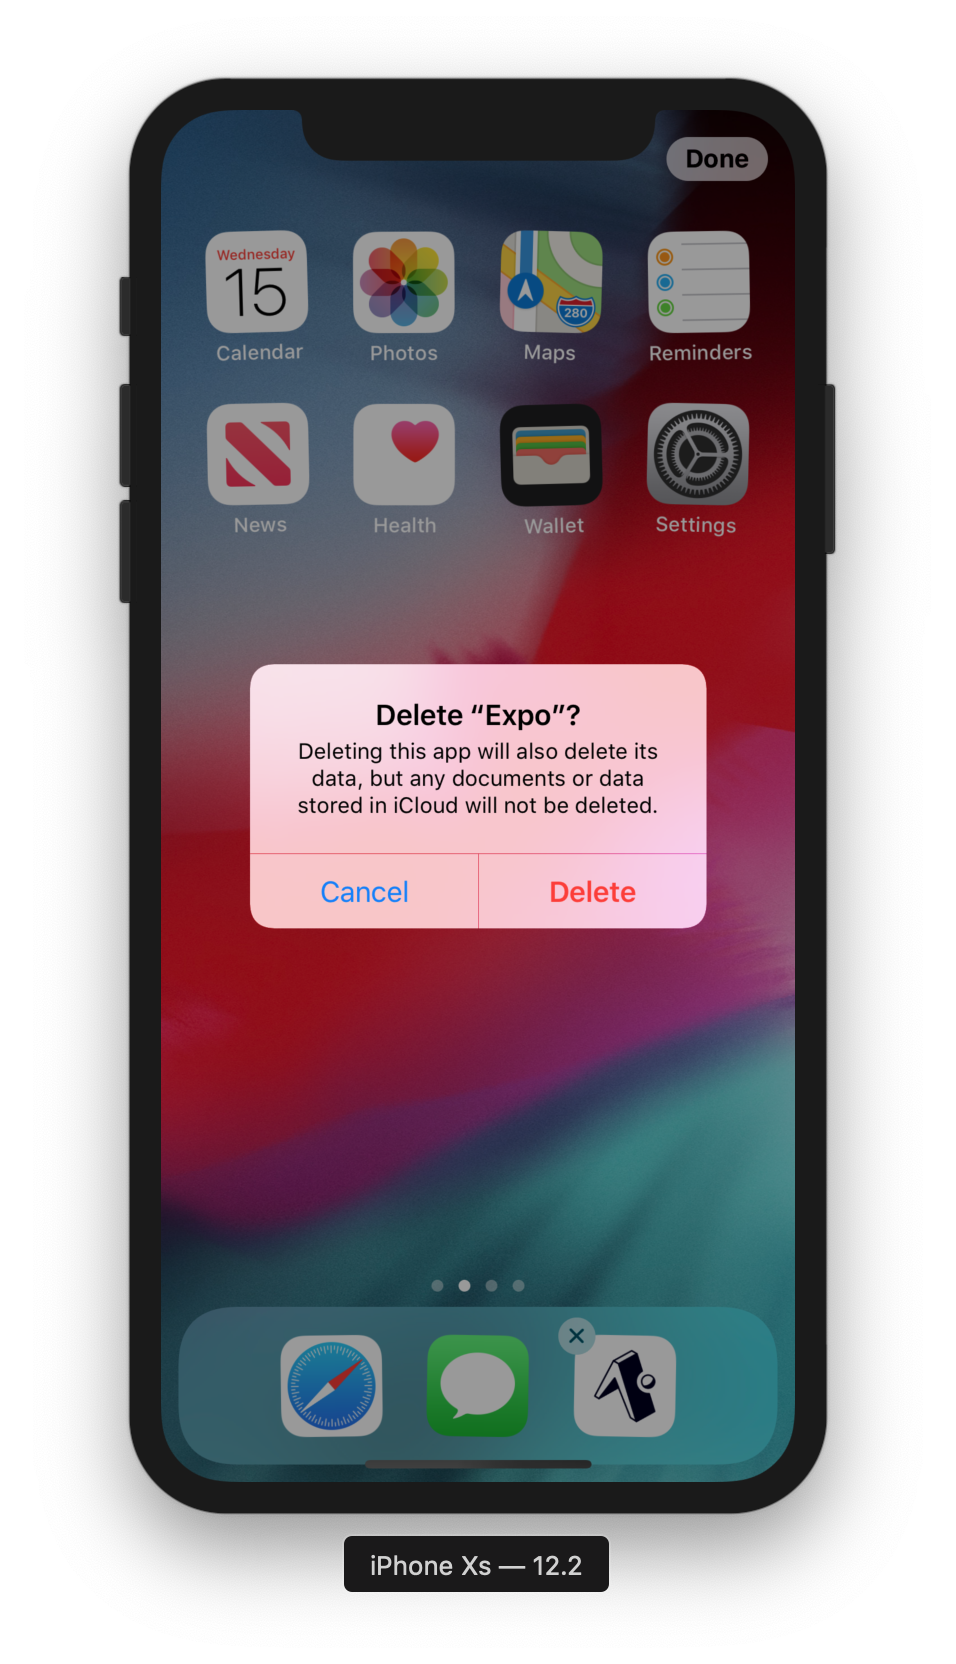 Done
Wednesday
15
280
Calendar Photos Maps Reminders
News Health Wallet Settings
Delete “Expo”?
Deleting this app will also delete its
data, but any documents or data
stored in iCloud will not be deleted.
Cancel Delete
iPhone Xs — 12.2